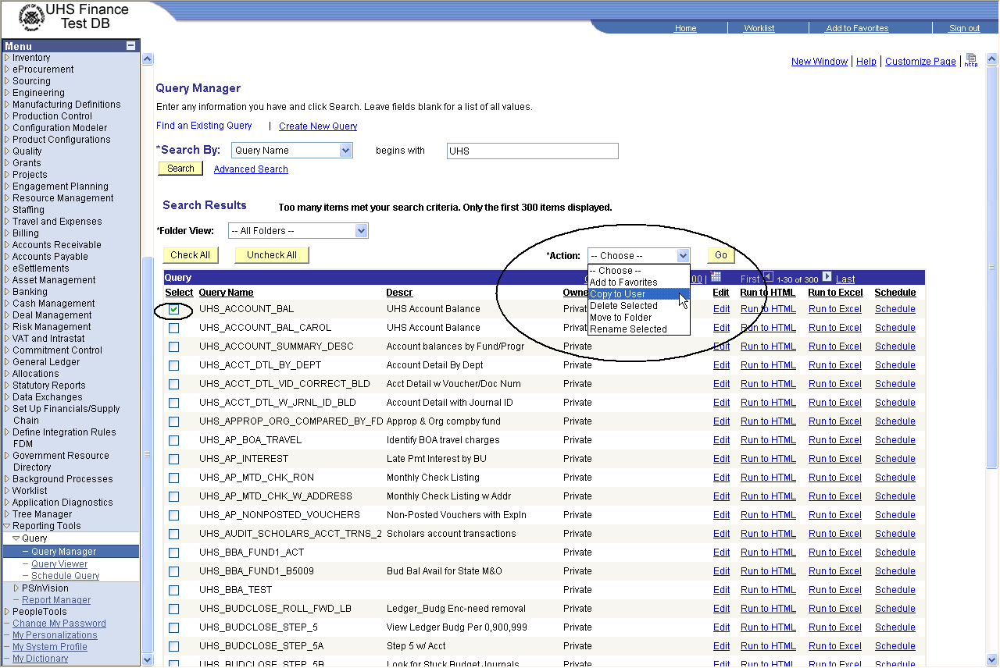 UHS Finance
Test DB
Home
Worklist
Add to Favorites
Sign out
Menu
Inventory
eProcurement
Sourcing
Engineering
Manufacturing Definitions
Production Control
Configuration Modeler
Product Configurations
Quality
Grants
Projects
Engagement Planning
Resource Management
Staffing
Travel and Expenses
Billing
Accounts Receivable
Accounts Payable
eSettlements
Asset Management
Banking
Cash Management
Deal Management
Risk Management
VAT and Intrastat
Commitment Control
General Ledger
Allocations
Statutory Reports
Data Exchanges
Set Up Financials/Supply
Chain
Define Integration Rules
FDM
Government Resource
Directory
Background Processes
Worklist
Application Diagnostics
Tree Manager
Reporting Tools
Query
Query Manager
Query Viewer
Schedule Query
PS/nVision
Report Manager
PeopleTools
Change My Password
My Personalizations
My System Profile
My Dictionary
New Window | Help | Customize Page | http
Query Manager
Enter any information you have and click Search. Leave fields blank for a list of all values.
Find an Existing Query | Create New Query
*Search By: Query Name begins with UHS
Search Advanced Search
Search Results Too many items met your search criteria. Only the first 300 items displayed.
*Folder View: -- All Folders --
Check All Uncheck All *Action: -- Choose -- Go
-- Choose --
Add to Favorites
Copy to User
Delete Selected
Move to Folder
Rename Selected
Query 00 | First 1-30 of 300 Last
Select Query Name Descr Owne Edit Run to HTML Run to Excel Schedule
UHS_ACCOUNT_BAL UHS Account Balance Privat Edit Run to HTML Run to Excel Schedule
UHS_ACCOUNT_BAL_CAROL UHS Account Balance Privat Edit Run to HTML Run to Excel Schedule
UHS_ACCOUNT_SUMMARY_DESC Account balances by Fund/Progr Private Edit Run to HTML Run to Excel Schedule
UHS_ACCT_DTL_BY_DEPT Account Detail By Dept Private Edit Run to HTML Run to Excel Schedule
UHS_ACCT_DTL_VID_CORRECT_BLD Acct Detail w Voucher/Doc Num Private Edit Run to HTML Run to Excel Schedule
UHS_ACCT_DTL_W_JRNL_ID_BLD Account Detail with Journal ID Private Edit Run to HTML Run to Excel Schedule
UHS_APPROP_ORG_COMPARED_BY_FD Approp & Org compby fund Private Edit Run to HTML Run to Excel Schedule
UHS_AP_BOA_TRAVEL Identify BOA travel charges Private Edit Run to HTML Run to Excel Schedule
UHS_AP_INTEREST Late Pmt Interest by BU Private Edit Run to HTML Run to Excel Schedule
UHS_AP_MTD_CHK_RON Monthly Check Listing Private Edit Run to HTML Run to Excel Schedule
UHS_AP_MTD_CHK_W_ADDRESS Monthly Check Listing w Addr Private Edit Run to HTML Run to Excel Schedule
UHS_AP_NONPOSTED_VOUCHERS Non-Posted Vouchers with Expln Private Edit Run to HTML Run to Excel Schedule
UHS_AUDIT_SCHOLARS_ACCT_TRNS_2 Scholars account transactions Private Edit Run to HTML Run to Excel Schedule
UHS_BBA_FUND1_ACT Private Edit Run to HTML Run to Excel Schedule
UHS_BBA_FUND1_B5009 Bud Bal Avail for State M&O Private Edit Run to HTML Run to Excel Schedule
UHS_BBA_TEST Private Edit Run to HTML Run to Excel Schedule
UHS_BUDCLOSE_ROLL_FWD_LB Ledger_Budg Enc-need removal Private Edit Run to HTML Run to Excel Schedule
UHS_BUDCLOSE_STEP_5 View Ledger Budg Per 0,900,999 Private Edit Run to HTML Run to Excel Schedule
UHS_BUDCLOSE_STEP_5A Step 5 w/ Acct Private Edit Run to HTML Run to Excel Schedule
UHS_BUDCLOSE_STEP_5B Look for Stuck Budget Journals Private Edit Run to HTML Run to Excel Schedule